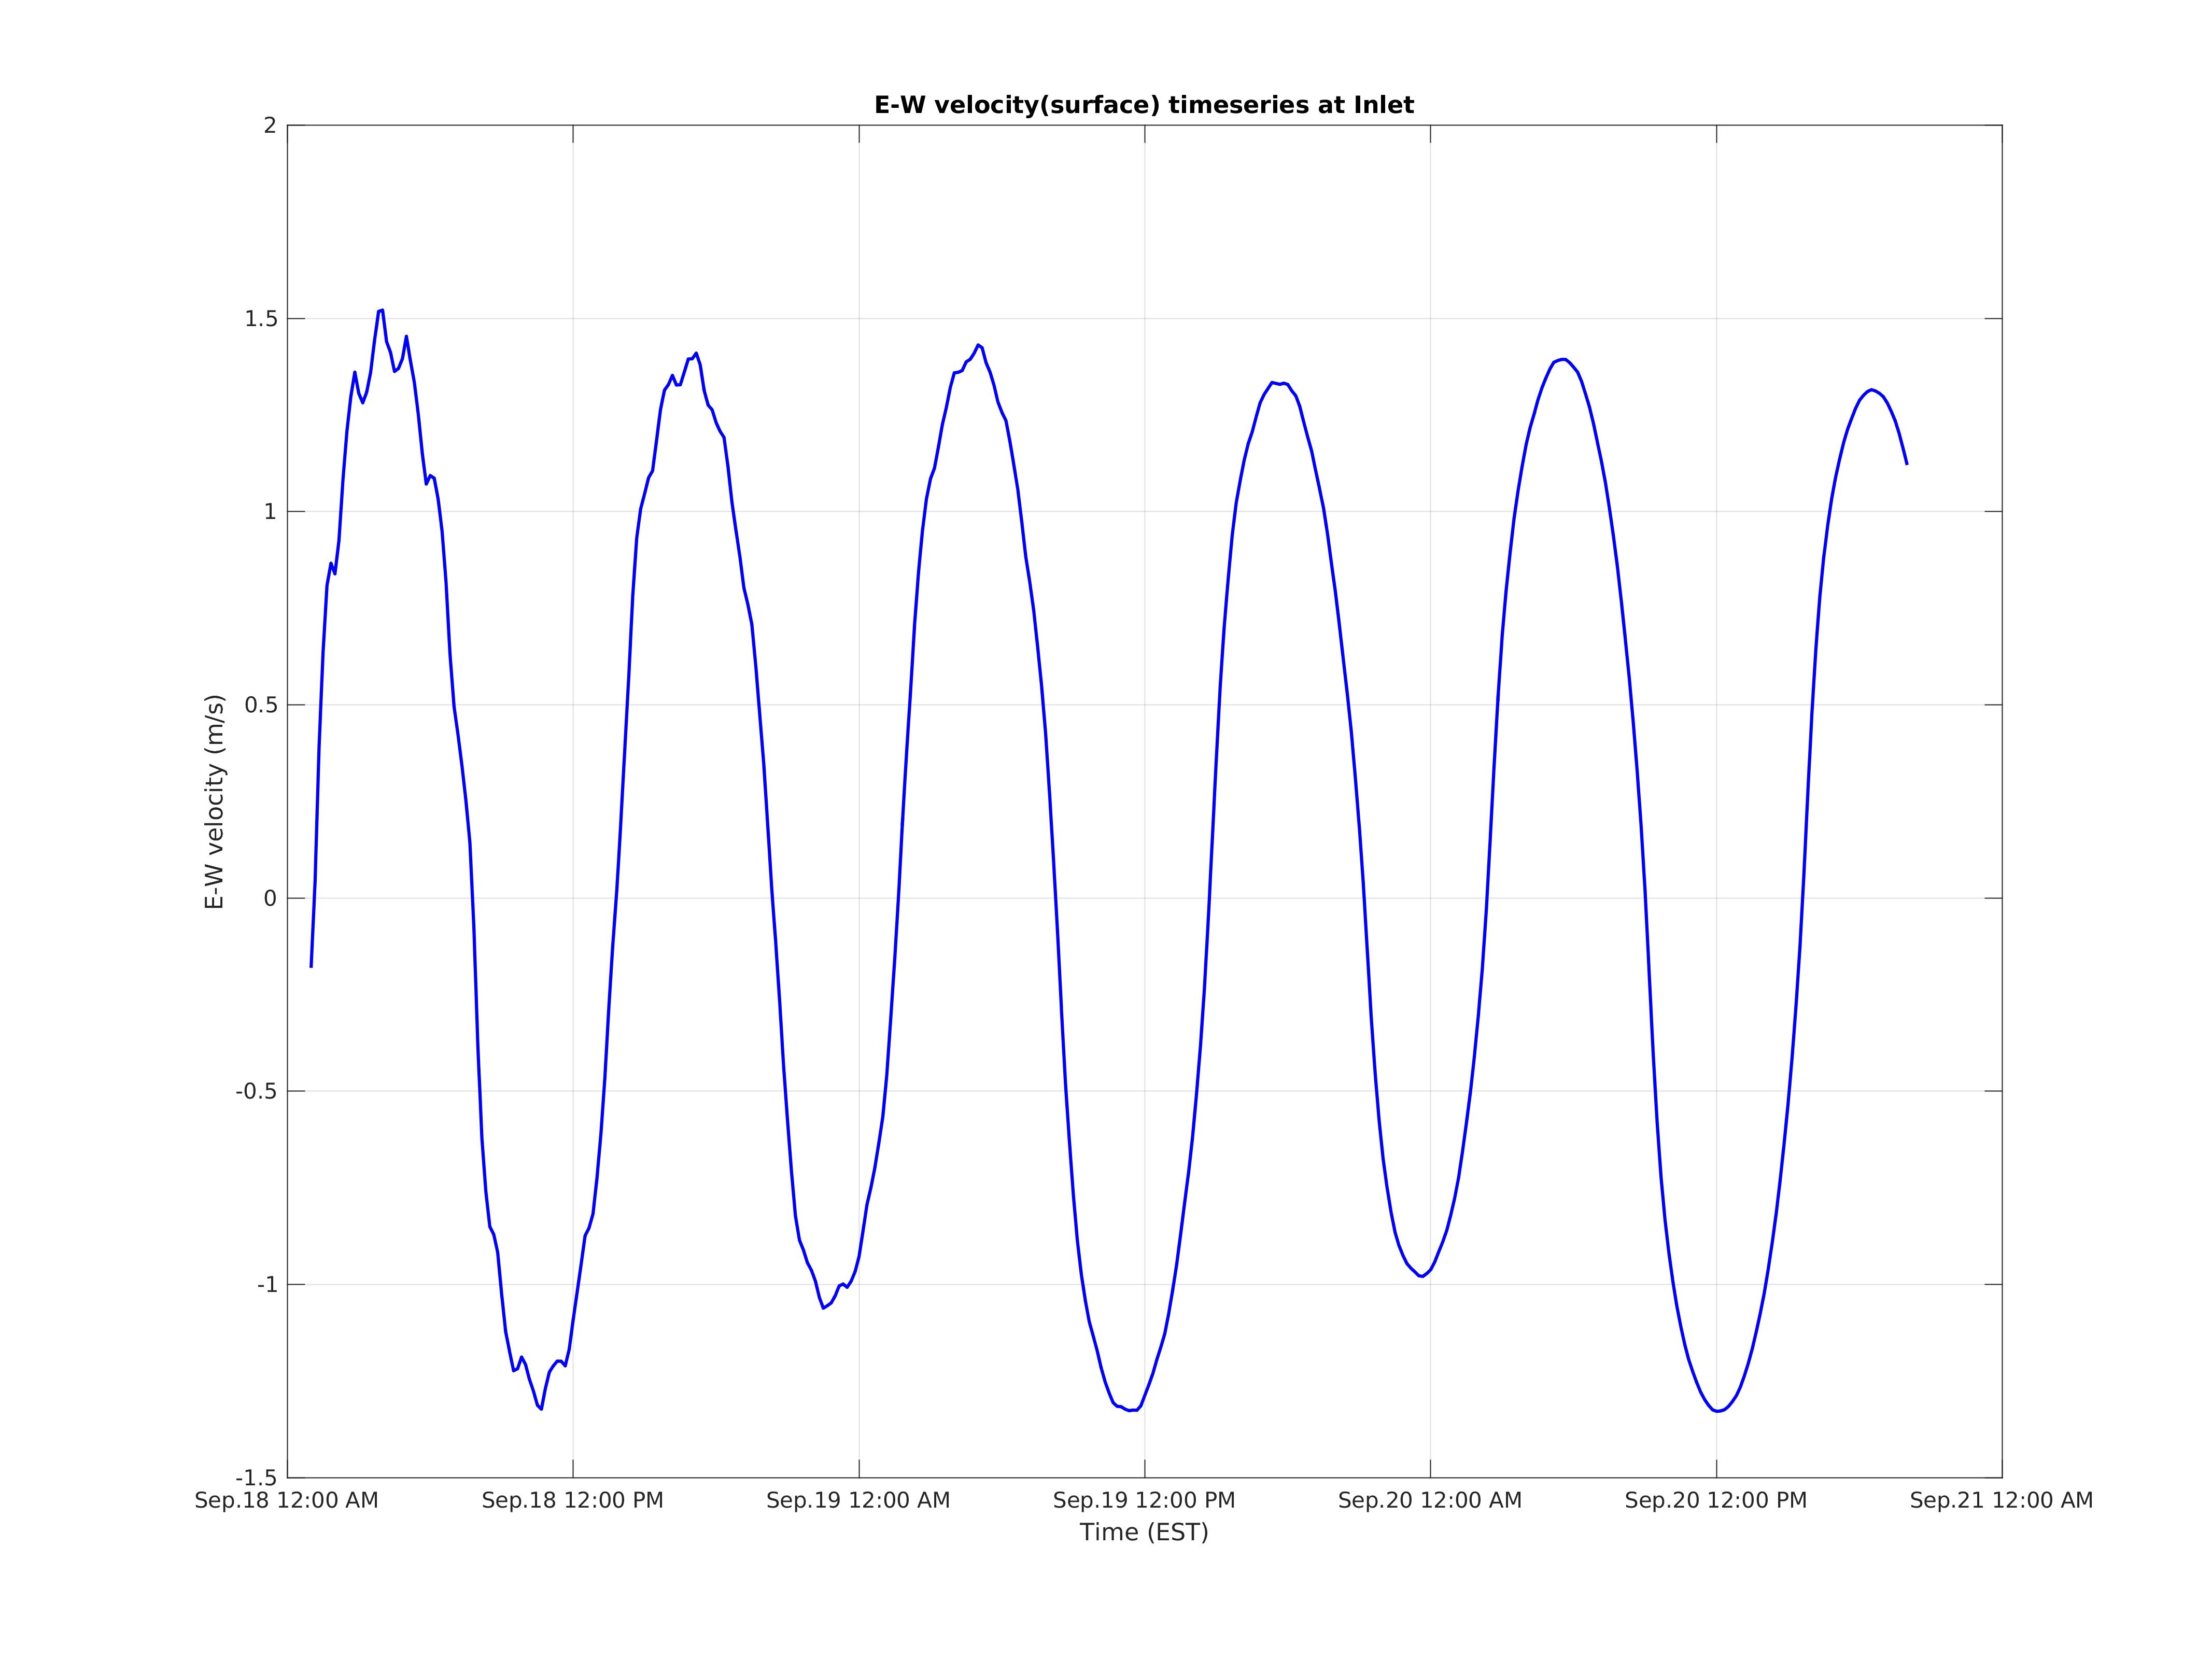 E-W velocity(surface) timeseries at Inlet
2
1.5
1
0.5
0
-0.5
-1
-1.5
E-W velocity (m/s)
Sep.18 12:00 AM Sep.18 12:00 PM Sep.19 12:00 AM Sep.19 12:00 PM Sep.20 12:00 AM Sep.20 12:00 PM Sep.21 12:00 AM
Time (EST)